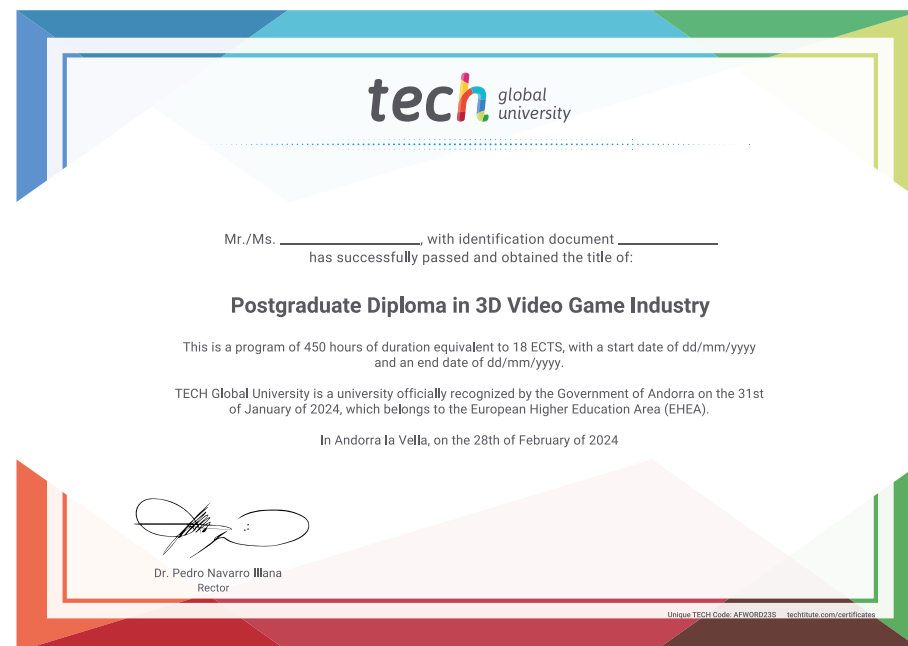 tech global university
Mr./Ms. ____________, with identification document ____________
has successfully passed and obtained the title of:
Postgraduate Diploma in 3D Video Game Industry
This is a program of 450 hours of duration equivalent to 18 ECTS, with a start date of dd/mm/yyyy
and an end date of dd/mm/yyyy.
TECH Global University is a university officially recognized by the Government of Andorra on the 31st
of January of 2024, which belongs to the European Higher Education Area (EHEA).
In Andorra la Vella, on the 28th of February of 2024
Dr. Pedro Navarro Illana
Rector
Unique TECH Code: AFWORD23S techtitute.com/certificates